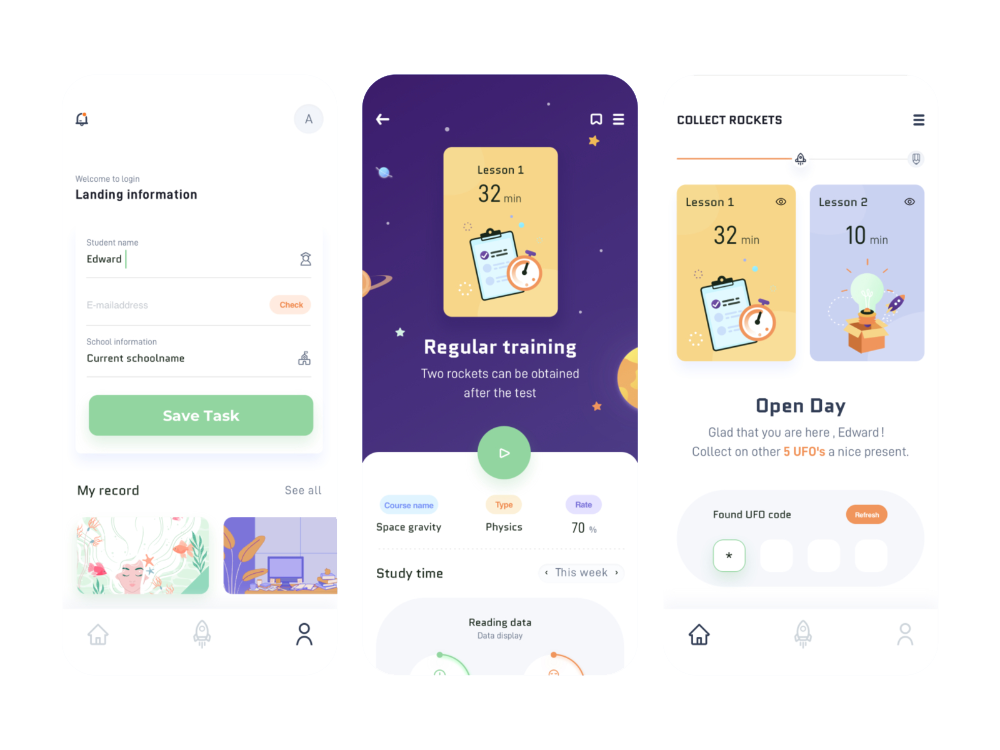 A
Welcome to login
Landing information
Student name
Edward
E-mailaddress
Check
School information
Current schoolname
Save Task
My record
See all
Lesson 1
32 min
Regular training
Two rockets can be obtained
after the test
Course name
Type
Rate
Space gravity
Physics
70 %
Study time
‹ This week ›
Reading data
Data display
COLLECT ROCKETS
Lesson 1
32 min
Lesson 2
10 min
Open Day
Glad that you are here , Edward !
Collect on other 5 UFO's a nice present.
Found UFO code
Refresh
*